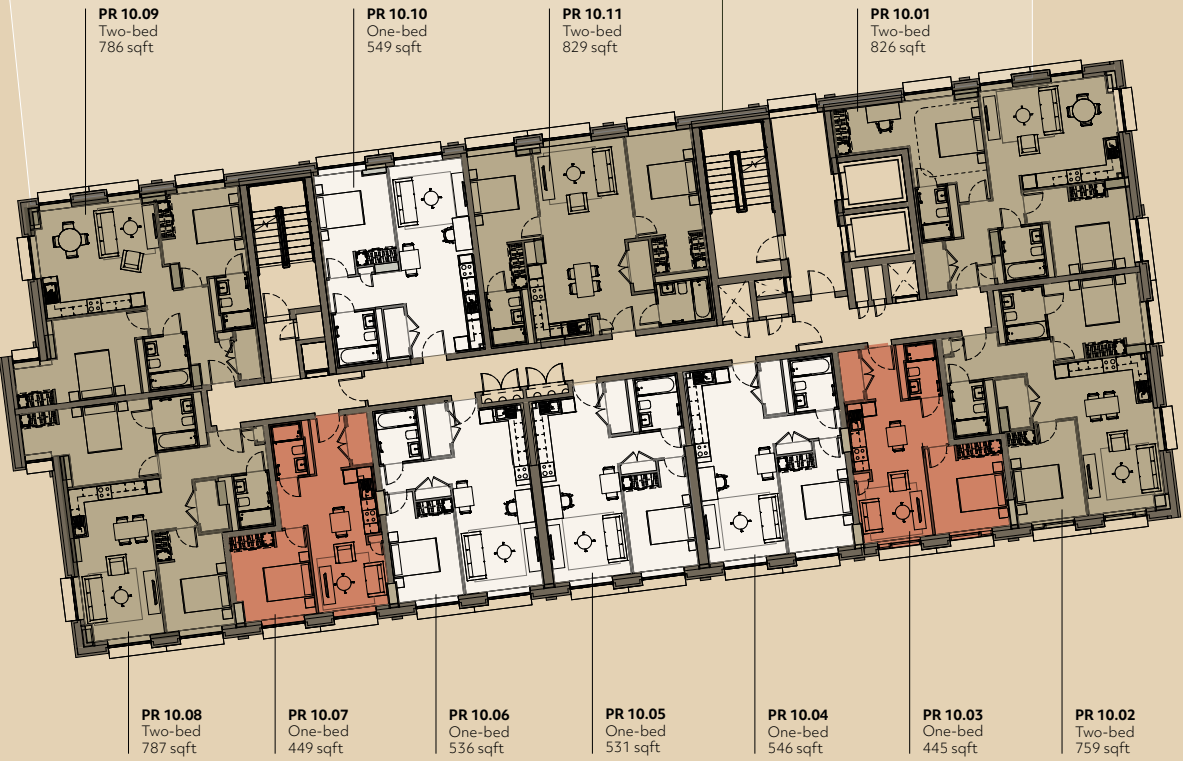 PR 10.09
Two-bed
786 sqft
PR 10.10
One-bed
549 sqft
PR 10.11
Two-bed
829 sqft
PR 10.01
Two-bed
826 sqft
PR 10.08
Two-bed
787 sqft
PR 10.07
One-bed
449 sqft
PR 10.06
One-bed
536 sqft
PR 10.05
One-bed
531 sqft
PR 10.04
One-bed
546 sqft
PR 10.03
One-bed
445 sqft
PR 10.02
Two-bed
759 sqft